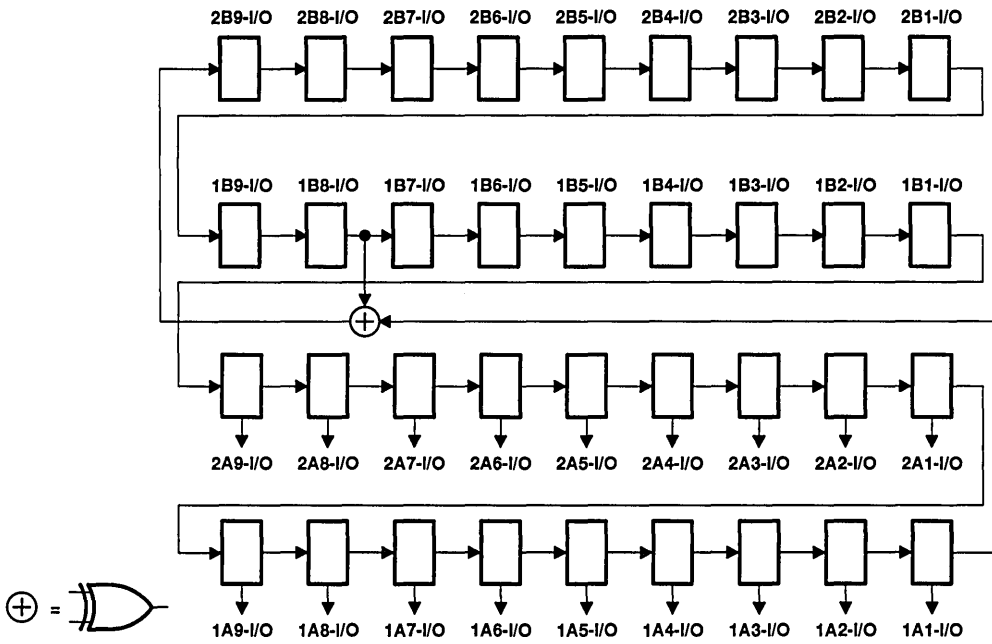 2B9-I/O 2B8-I/O 2B7-I/O 2B6-I/O 2B5-I/O 2B4-I/O 2B3-I/O 2B2-I/O 2B1-I/O
1B9-I/O 1B8-I/O 1B7-I/O 1B6-I/O 1B5-I/O 1B4-I/O 1B3-I/O 1B2-I/O 1B1-I/O
2A9-I/O 2A8-I/O 2A7-I/O 2A6-I/O 2A5-I/O 2A4-I/O 2A3-I/O 2A2-I/O 2A1-I/O
=
1A9-I/O 1A8-I/O 1A7-I/O 1A6-I/O 1A5-I/O 1A4-I/O 1A3-I/O 1A2-I/O 1A1-I/O